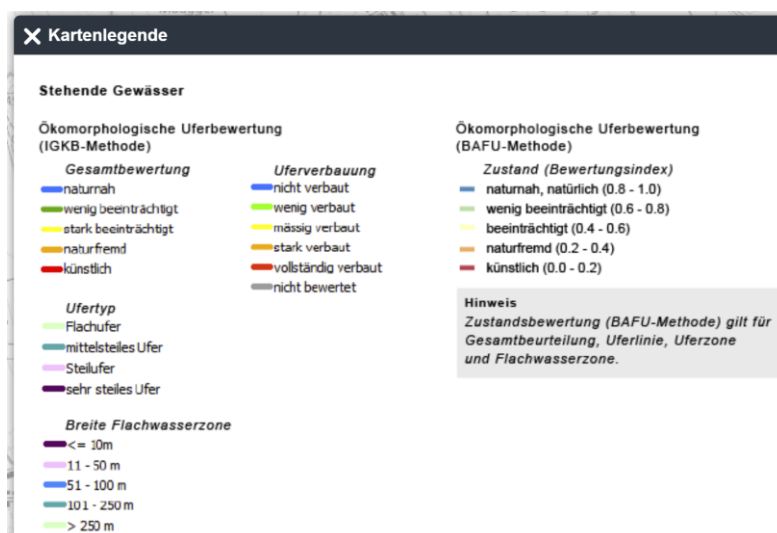 Kartenlegende
Stehende Gewässer
Ökomorphologische Uferbewertung
(IGKB-Methode)
Gesamtbewertung
naturnah
wenig beeinträchtigt
stark beeinträchtigt
naturfremd
künstlich
Uferverbauung
nicht verbaut
wenig verbaut
mässig verbaut
stark verbaut
vollständig verbaut
nicht bewertet
Ufertyp
Flachufer
mittelsteiles Ufer
Steilufer
sehr steiles Ufer
Breite Flachwasserzone
<= 10m
11 - 50 m
51 - 100 m
101 - 250 m
> 250 m
Ökomorphologische Uferbewertung
(BAFU-Methode)
Zustand (Bewertungsindex)
naturnah, natürlich (0.8 - 1.0)
wenig beeinträchtigt (0.6 - 0.8)
beeinträchtigt (0.4 - 0.6)
naturfremd (0.2 - 0.4)
künstlich (0.0 - 0.2)
Hinweis
Zustandsbewertung (BAFU-Methode) gilt für
Gesamtbeurteilung, Uferlinie, Uferzone
und Flachwasserzone.